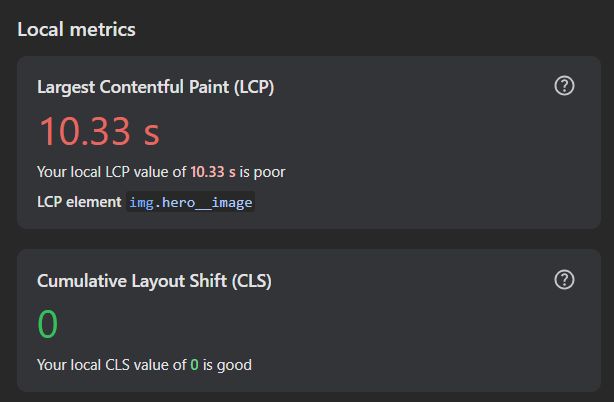 Local metrics
Largest Contentful Paint (LCP)
10.33 s
Your local LCP value of 10.33 s is poor
LCP element img.hero__image
Cumulative Layout Shift (CLS)
0
Your local CLS value of 0 is good